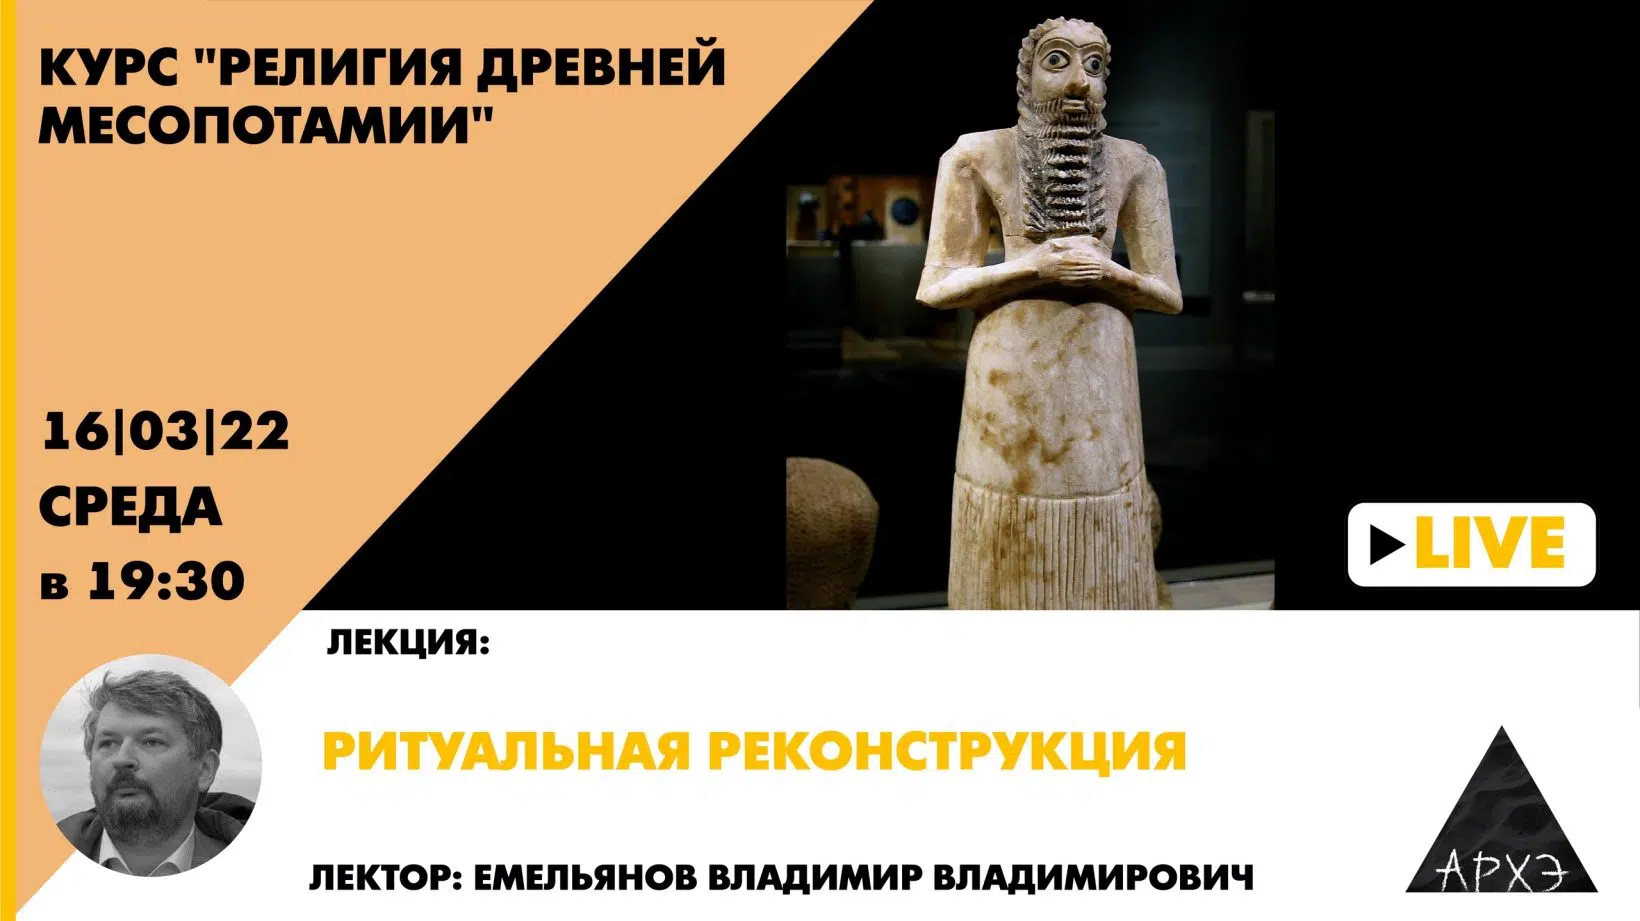 КУРС "РЕЛИГИЯ ДРЕВНЕЙ
МЕСОПОТАМИИ"
16|03|22
СРЕДА
в 19:30
LIVE
ЛЕКЦИЯ:
РИТУАЛЬНАЯ РЕКОНСТРУКЦИЯ
ЛЕКТОР: ЕМЕЛЬЯНОВ ВЛАДИМИР ВЛАДИМИРОВИЧ
АРХЭ